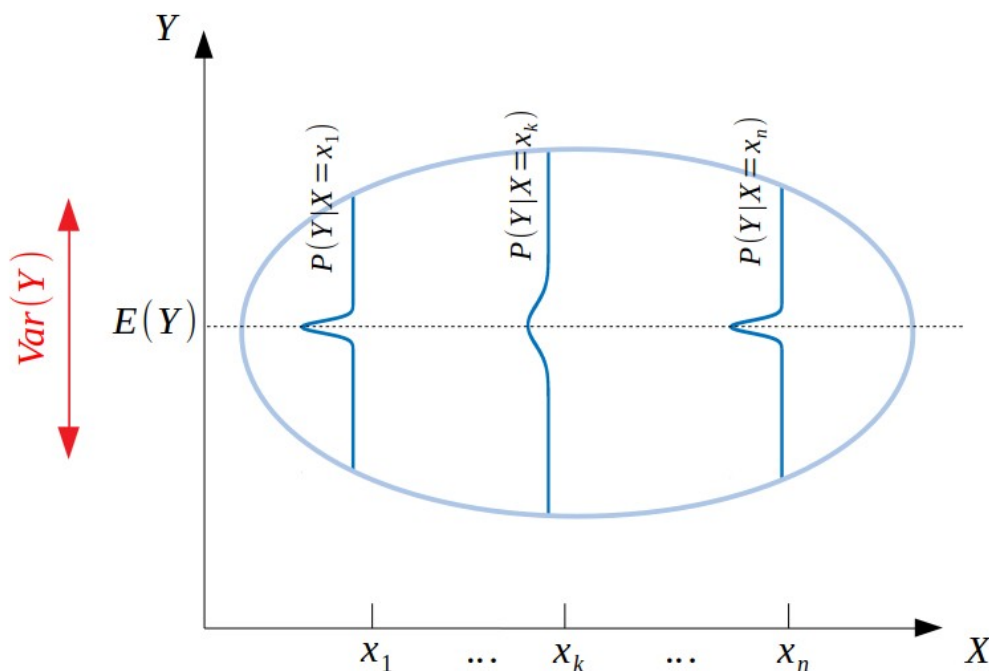 Y
P(Y|X=x₁)
P(Y|X=xₖ)
P(Y|X=xₙ)
Var(Y)
E(Y)
x₁ ... xₖ ... xₙ
X